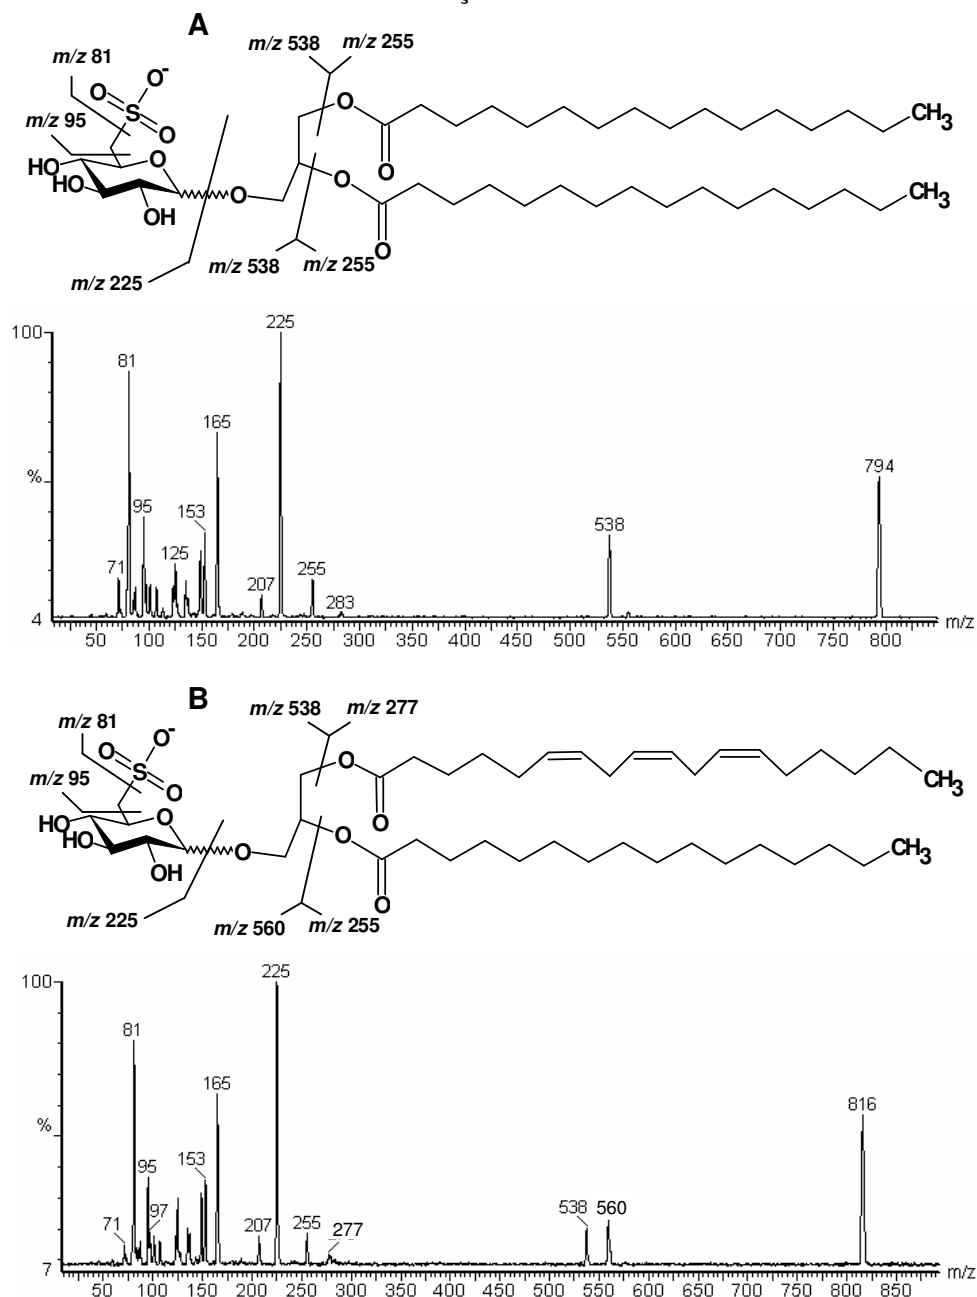 s
A
m/z 538 m/z 255
m/z 81
O-
O
S
O
m/z 95
O
HO
HO
OH
O
O
O
CH3
O
O
CH3
m/z 225
m/z 538 m/z 255
100
%
4
225
81
165
95
153
125
71
207
255
283
538
794
50 100 150 200 250 300 350 400 450 500 550 600 650 700 750 800 m/z
B
m/z 538 m/z 277
m/z 81
O-
O
S
O
m/z 95
O
HO
HO
OH
O
O
O
CH3
O
O
CH3
m/z 225
m/z 560 m/z 255
100
%
7
225
81
165
95
153
97
71
207
255
277
538
560
816
50 100 150 200 250 300 350 400 450 500 550 600 650 700 750 800 850 m/z